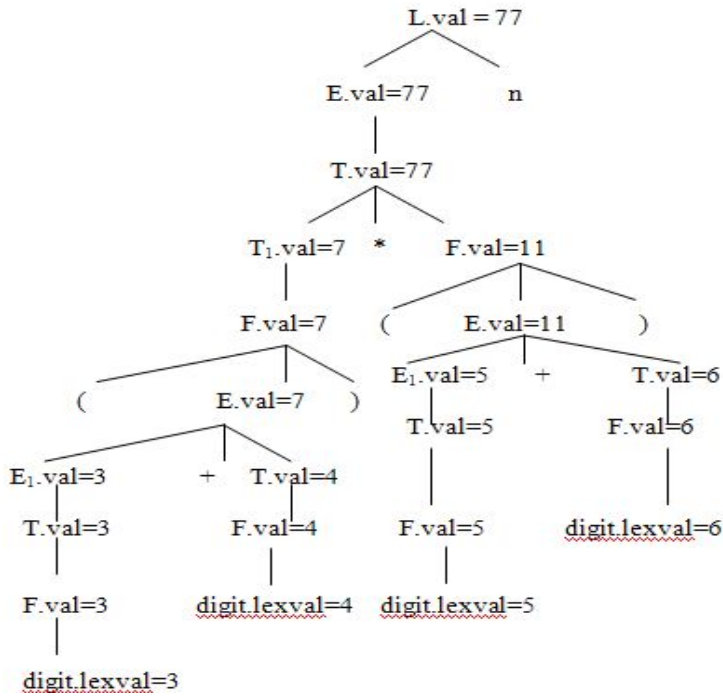 L.val = 77
E.val=77 n
T.val=77
T₁.val=7 * F.val=11
F.val=7 ( E.val=11 )
E₁.val=5 + T.val=6
( E.val=7 )
T.val=5 F.val=6
E₁.val=3 + T.val=4
T.val=3 F.val=4 F.val=5 digit.lexval=6
F.val=3 digit.lexval=4 digit.lexval=5
digit.lexval=3